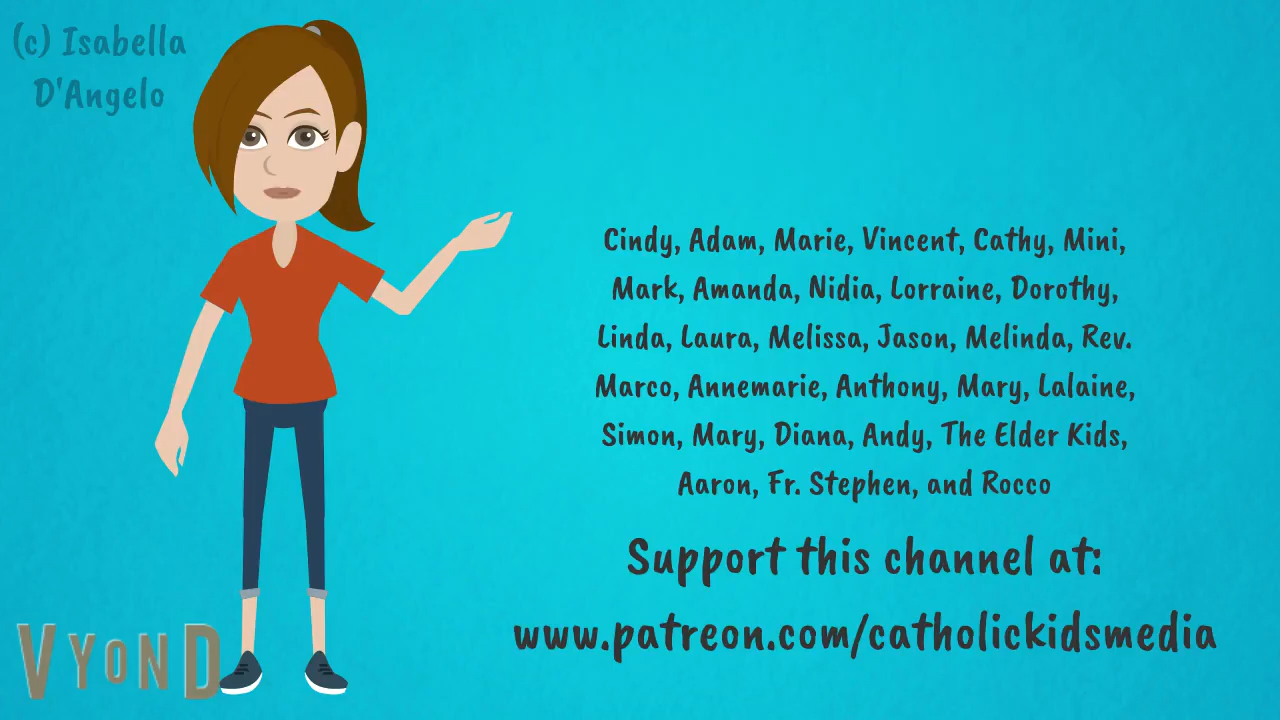 (c) Isabella
D'Angelo
Cindy, Adam, Marie, Vincent, Cathy, Mini,
Mark, Amanda, Nidia, Lorraine, Dorothy,
Linda, Laura, Melissa, Jason, Melinda, Rev.
Marco, Annemarie, Anthony, Mary, Lalaine,
Simon, Mary, Diana, Andy, The Elder Kids,
Aaron, Fr. Stephen, and Rocco
Support this channel at:
www.patreon.com/catholickidsmedia
VYOND